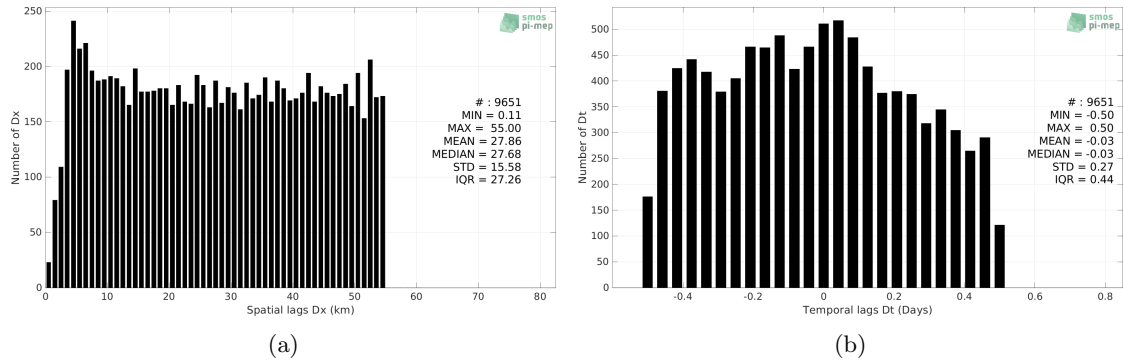 250
200
150
100
50
0
0 10 20 30 40 50 60 70 80
Number of Dx
Spatial lags Dx (km)
smos
pi-mep
# : 9651
MIN = 0.11
MAX = 55.00
MEAN = 27.86
MEDIAN = 27.68
STD = 15.58
IQR = 27.26
(a)
500
450
400
350
300
250
200
150
100
50
0
-0.4 -0.2 0 0.2 0.4 0.6 0.8
Number of Dt
Temporal lags Dt (Days)
smos
pi-mep
# : 9651
MIN = -0.50
MAX = 0.50
MEAN = -0.03
MEDIAN = -0.03
STD = 0.27
IQR = 0.44
(b)